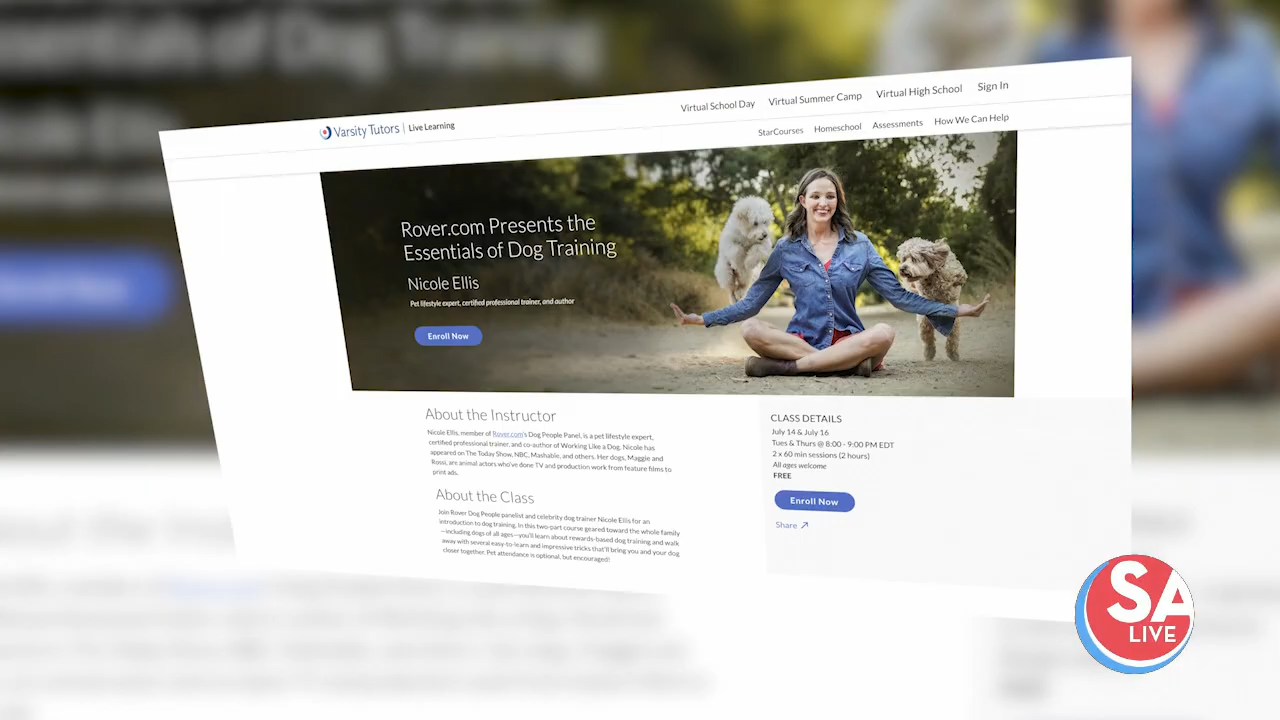 Essentials of Dog Training
Virtual School Day
Virtual Summer Camp
Virtual High School
Sign In
Varsity Tutors | Live Learning
StarCourses
Homeschool
Assessments
How We Can Help
Rover.com Presents the
Essentials of Dog Training
Nicole Ellis
Pet lifestyle expert, certified professional trainer, and author
Enroll Now
About the Instructor
Nicole Ellis, member of Rover.com's Dog People Panel, is a pet lifestyle expert,
certified professional trainer, and co-author of Working Like a Dog. Nicole has
appeared on The Today Show, NBC, Mashable, and others. Her dogs, Maggie and
Rossi, are animal actors who've done TV and production work from feature films to
print ads.
About the Class
Join Rover Dog People panelist and celebrity dog trainer Nicole Ellis for an
introduction to dog training. In this two-part course geared toward the whole family
—including dogs of all ages—you'll learn about rewards-based dog training and walk
away with several easy-to-learn and impressive tricks that'll bring you and your dog
closer together. Pet attendance is optional, but encouraged!
CLASS DETAILS
July 14 & July 16
Tues & Thurs @ 8:00 - 9:00 PM EDT
2 x 60 min sessions (2 hours)
All ages welcome
FREE
Enroll Now
Share
SA
LIVE